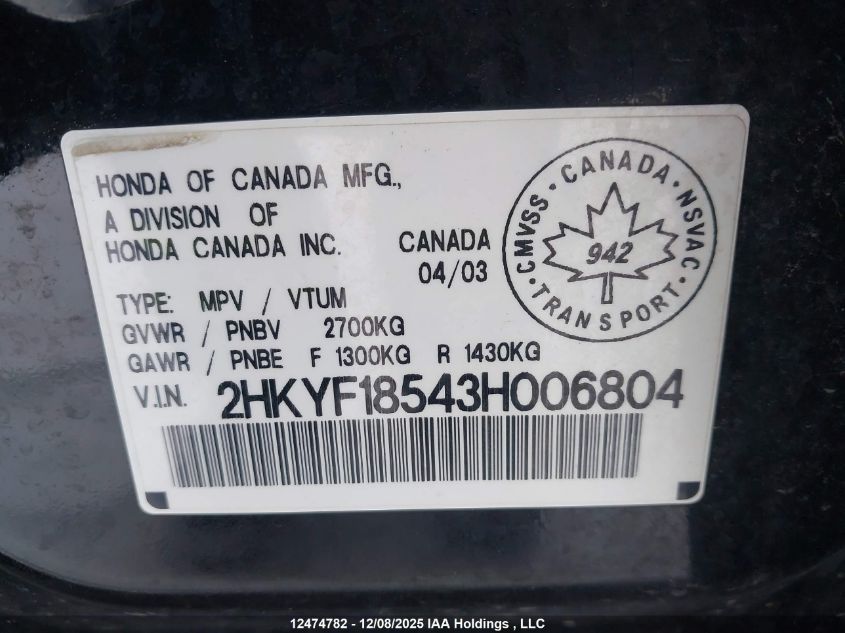 HONDA OF CANADA MFG.,
A DIVISION OF
HONDA CANADA INC.
CANADA
04/03
TYPE: MPV / VTUM
GVWR / PNBV 2700KG
GAWR / PNBE F 1300KG R 1430KG
V.I.N. 2HKYF18543H006804
CMVSS · CANADA · NSVAC
942
· TRANSPORT ·
12474782 - 12/08/2025 IAA Holdings , LLC